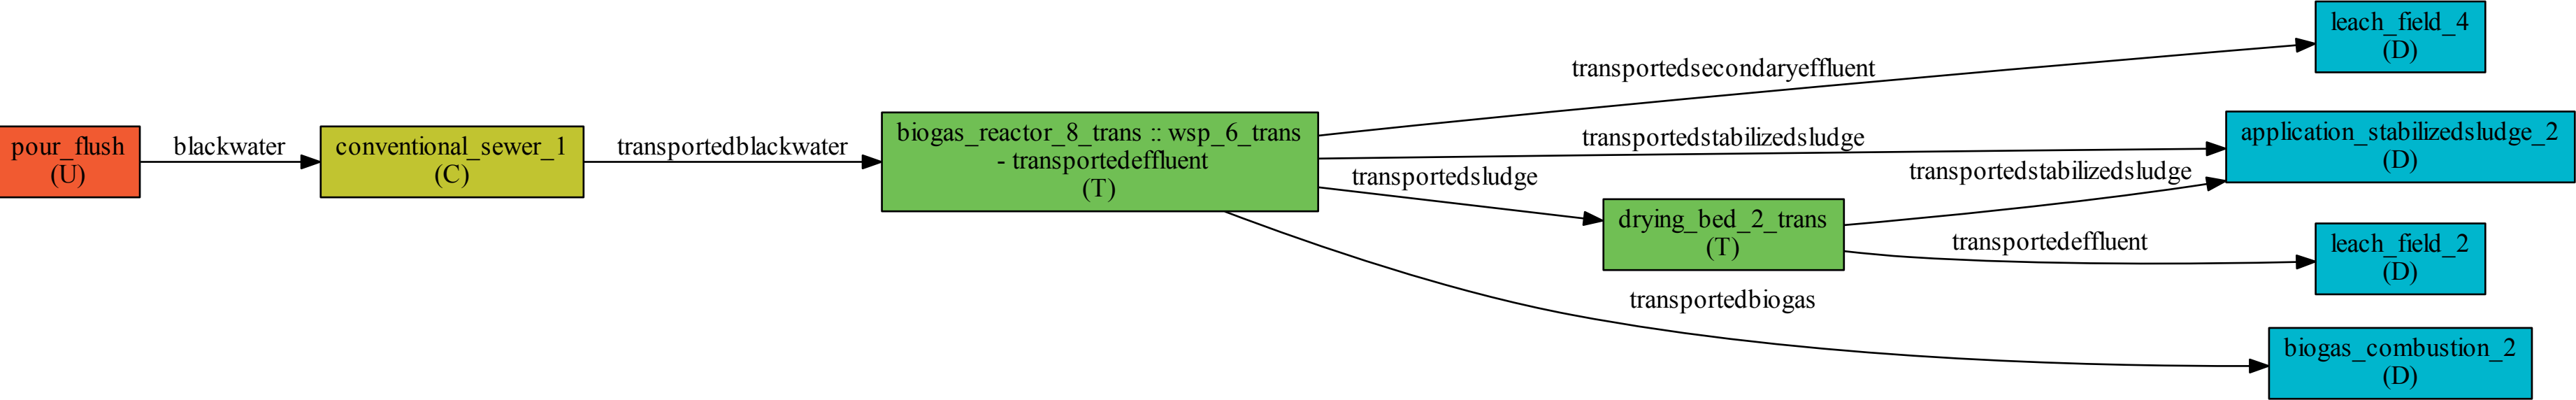 pour_flush
(U)
blackwater
conventional_sewer_1
(C)
transportedblackwater
biogas_reactor_8_trans :: wsp_6_trans
- transportedeffluent
(T)
transportedsecondaryeffluent
transportedstabilizedsludge
transportedsludge
transportedbiogas
drying_bed_2_trans
(T)
transportedstabilizedsludge
transportedeffluent
leach_field_4
(D)
application_stabilizedsludge_2
(D)
leach_field_2
(D)
biogas_combustion_2
(D)